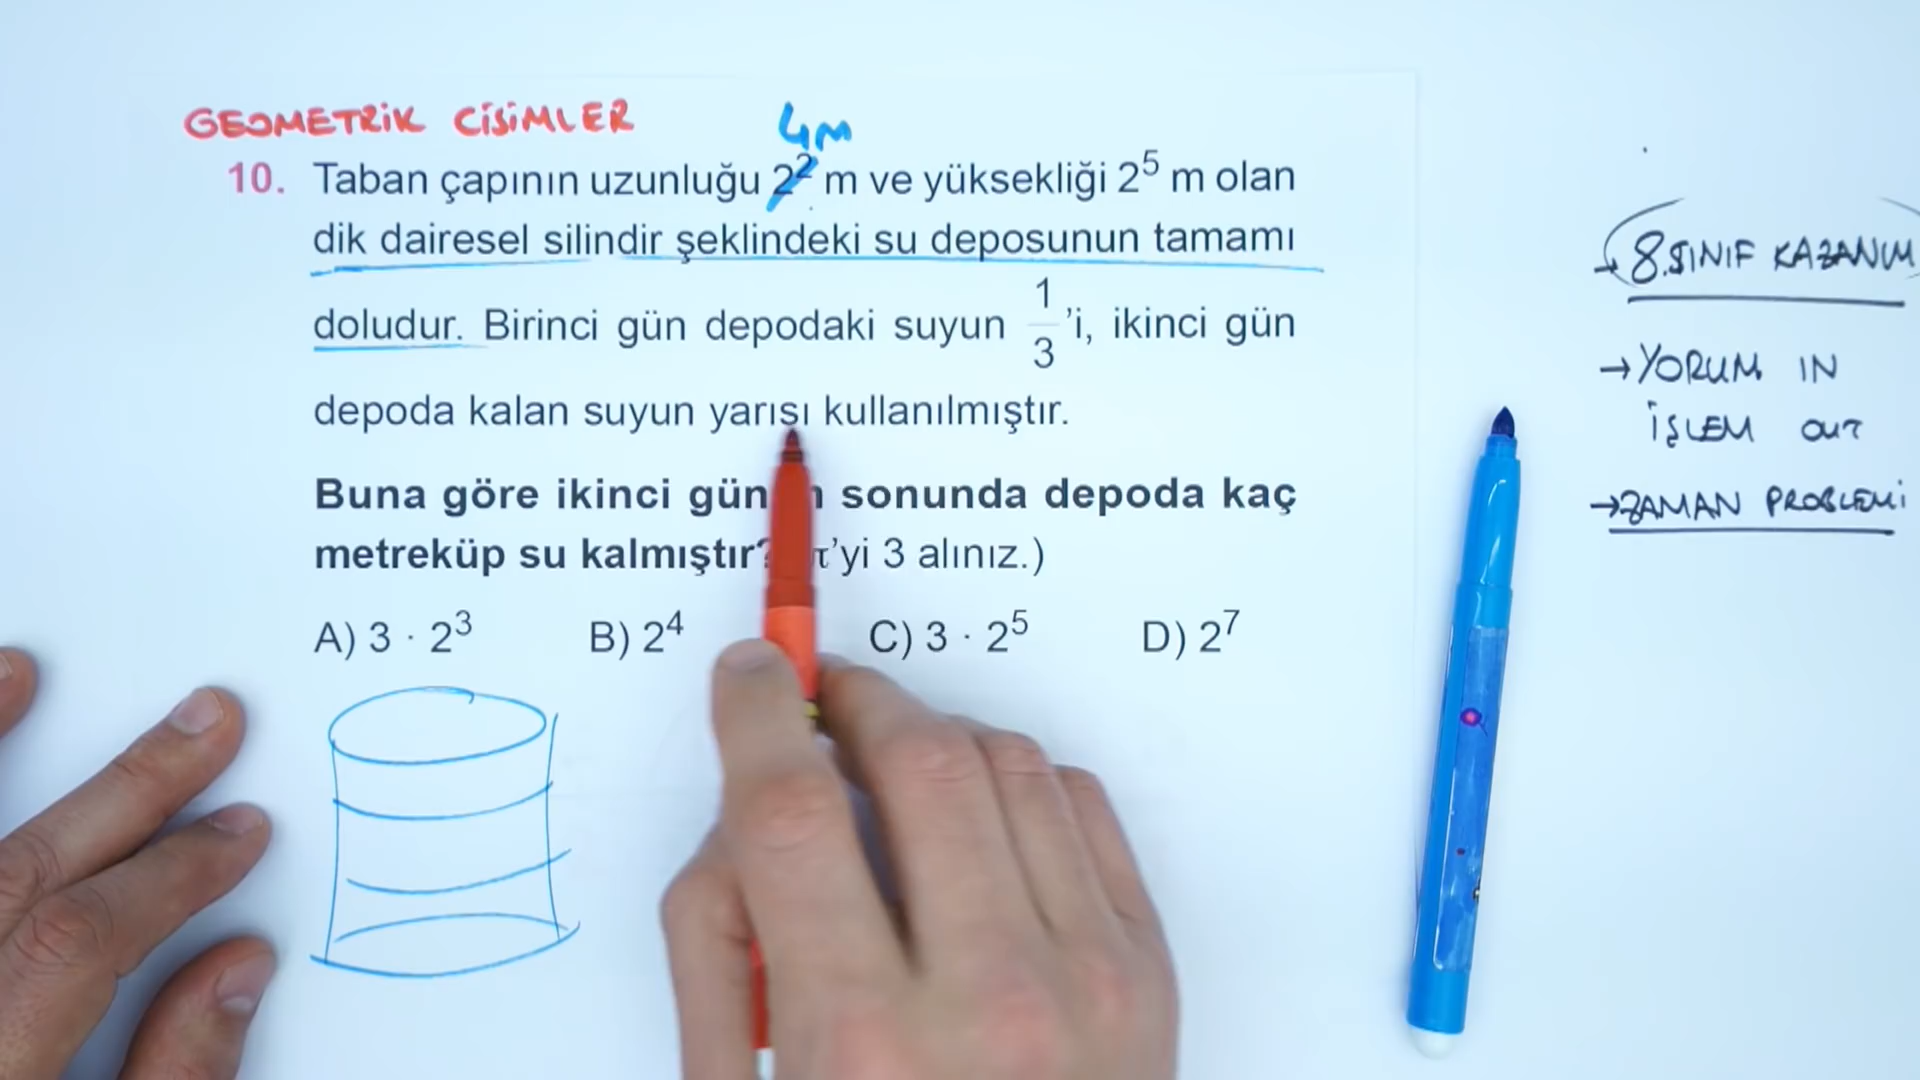 GEOMETRİK CİSİMLER
4m
10. Taban çapının uzunluğu 2² m ve yüksekliği 2⁵ m olan
dik dairesel silindir şeklindeki su deposunun tamamı
doludur. Birinci gün depodaki suyun 1/3 'i, ikinci gün
depoda kalan suyun yarısı kullanılmıştır.
Buna göre ikinci gün sonunda depoda kaç
metreküp su kalmıştır? 'yi 3 alınız.)
A) 3 · 2³ B) 2⁴ C) 3 · 2⁵ D) 2⁷
→ 8.SINIF KAZANIM
→ YORUM IN
İŞLEM OUT
→ ZAMAN PROBLEMİ